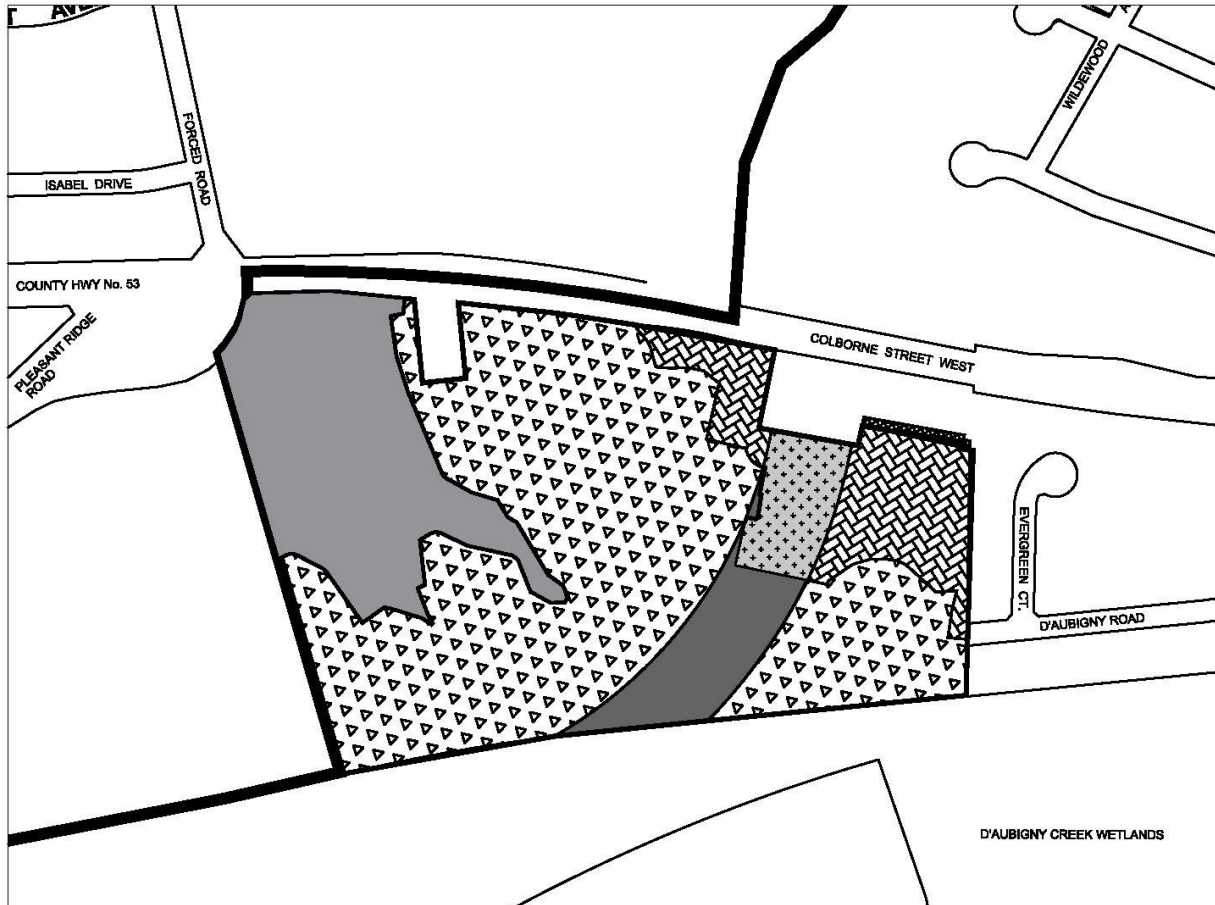 WILDEWOOD
FORCED
ROAD
ISABEL DRIVE
COUNTY HWY No. 53
PLEASANT RIDGE
ROAD
COLBORNE STREET WEST
EVERGREEN CT.
D'AUBIGNY ROAD
D'AUBIGNY CREEK WETLANDS